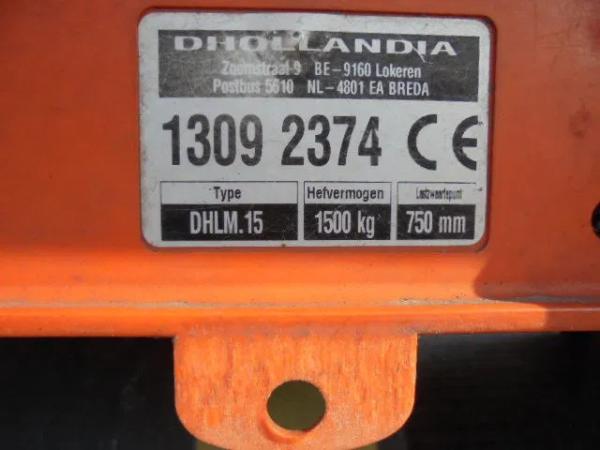 DHOLLANDIA
Zoomstraat 9 BE-9160 Lokeren
Postbus 5610 NL-4801 EA BREDA
1309 2374 CE
Type Hefvermogen Lastzwaartepunt
DHLM.15 1500 kg 750 mm